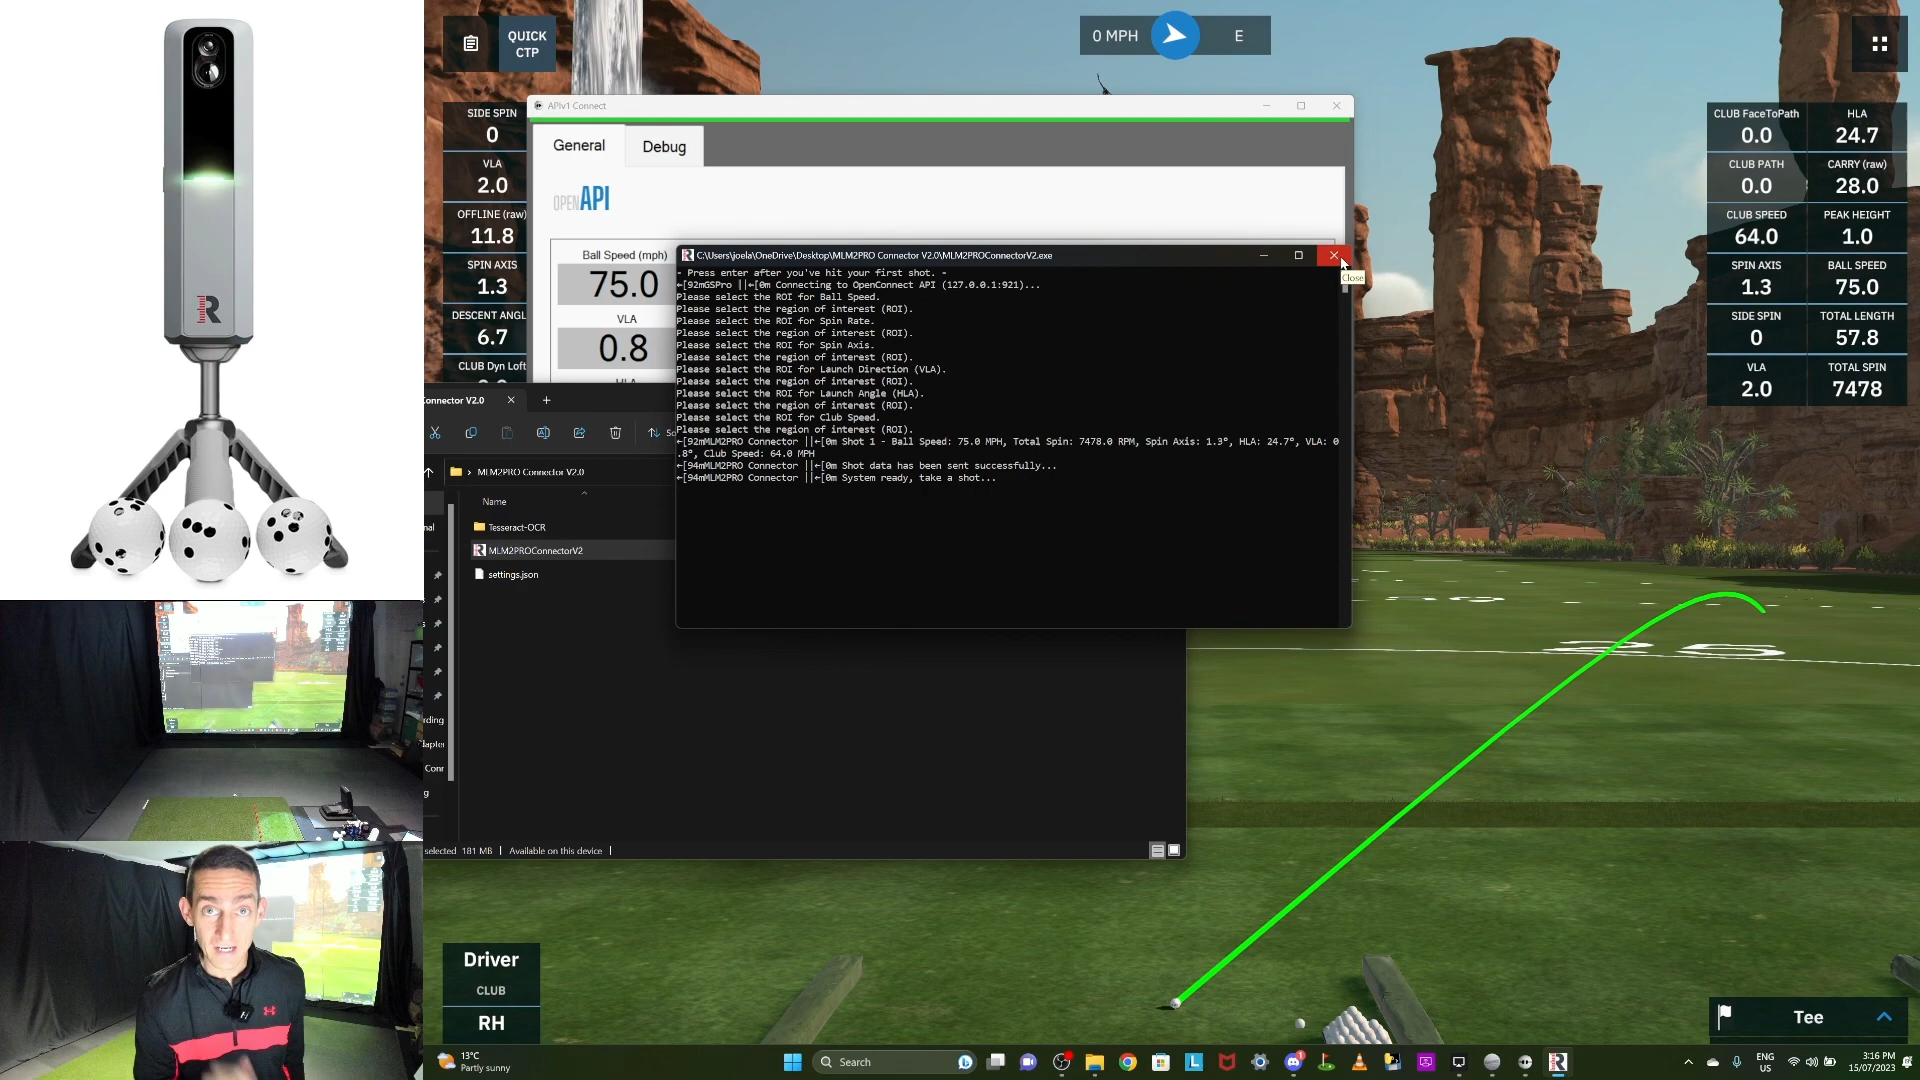 QUICK
CTP
0 MPH
E
SIDE SPIN
0
VLA
2.0
OFFLINE (raw)
11.8
SPIN AXIS
1.3
DESCENT ANGL
6.7
CLUB Dyn Loft
APIv1 Connect
General
Debug
OPENAPI
Ball Speed (mph)
75.0
VLA
0.8
HLA
C:\Users\joela\OneDrive\Desktop\MLM2PRO Connector V2.0\MLM2PROConnectorV2.exe
Close
- Press enter after you've hit your first shot. -
←[92mGSPro ||←[0m Connecting to OpenConnect API (127.0.0.1:921)...
Please select the ROI for Ball Speed.
Please select the region of interest (ROI).
Please select the ROI for Spin Rate.
Please select the region of interest (ROI).
Please select the ROI for Spin Axis.
Please select the region of interest (ROI).
Please select the ROI for Launch Direction (VLA).
Please select the region of interest (ROI).
Please select the ROI for Launch Angle (HLA).
Please select the region of interest (ROI).
Please select the ROI for Club Speed.
Please select the region of interest (ROI).
←[92mMLM2PRO Connector ||←[0m Shot 1 - Ball Speed: 75.0 MPH, Total Spin: 7478.0 RPM, Spin Axis: 1.3°, HLA: 24.7°, VLA: 0
.8°, Club Speed: 64.0 MPH
←[94mMLM2PRO Connector ||←[0m Shot data has been sent successfully...
←[94mMLM2PRO Connector ||←[0m System ready, take a shot...
Connector V2.0
So
MLM2PRO Connector V2.0
Name
Tesseract-OCR
MLM2PROConnectorV2
settings.json
nal
rding
dapter
Conr
g
selected 181 MB
Available on this device
CLUB FaceToPath
0.0
HLA
24.7
CLUB PATH
0.0
CARRY (raw)
28.0
CLUB SPEED
64.0
PEAK HEIGHT
1.0
SPIN AXIS
1.3
BALL SPEED
75.0
SIDE SPIN
0
TOTAL LENGTH
57.8
VLA
2.0
TOTAL SPIN
7478
R
Driver
CLUB
RH
Tee
13°C
Partly sunny
Search
ENG
US
3:16 PM
15/07/2023